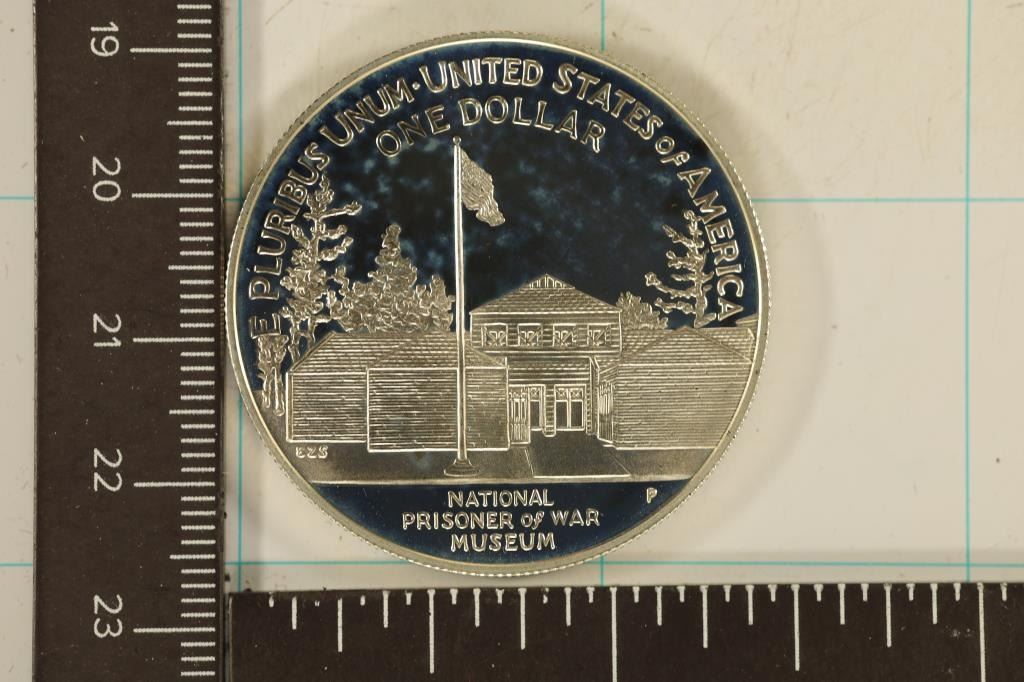 19
20
21
22
23
E PLURIBUS UNUM · UNITED STATES of AMERICA
ONE DOLLAR
EZS
P
NATIONAL
PRISONER of WAR
MUSEUM